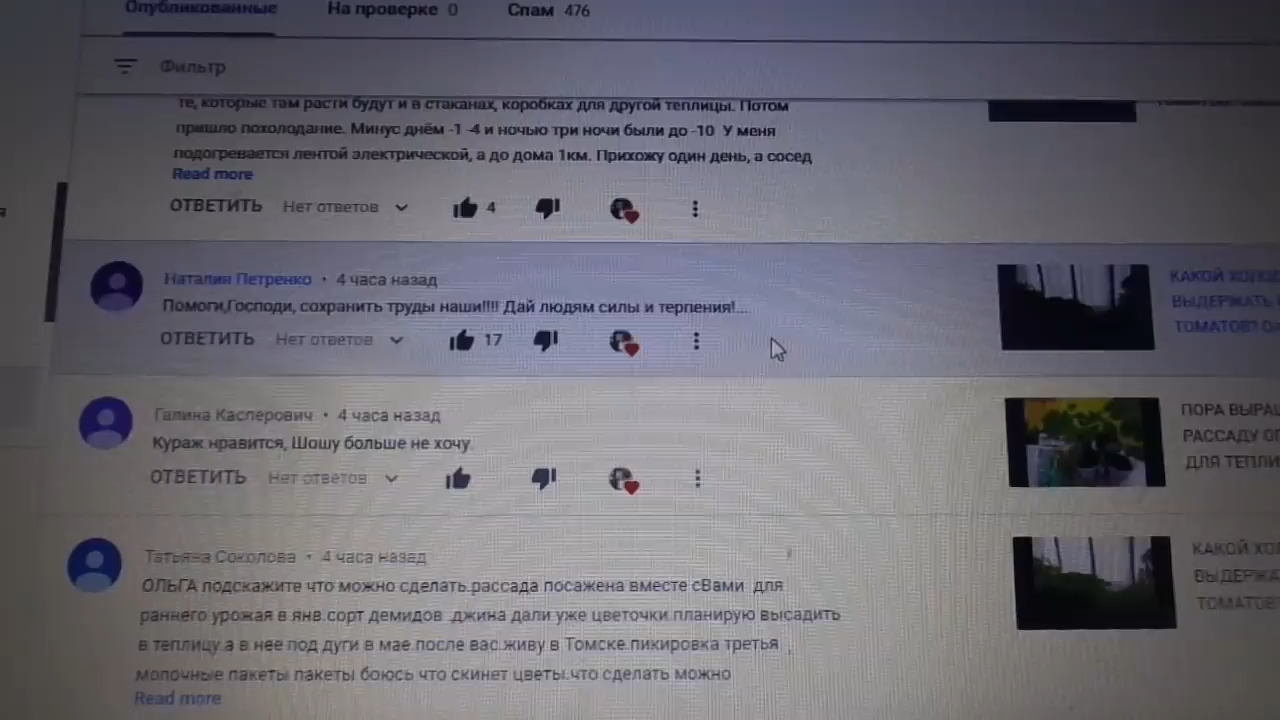 Опубликованные На проверке 0 Спам 476
Фильтр
те, которые там расти будут и в стаканах, коробках для другой теплицы. Потом
пришло похолодание. Минус днём -1 -4 и ночью три ночи были до -10 У меня
подогревается лентой электрической, а до дома 1км. Прихожу один день, а сосед
Read more
ОТВЕТИТЬ Нет ответов 4
Наталия Петренко • 4 часа назад
Помоги,Господи, сохранить труды наши!!!! Дай людям силы и терпения!...
ОТВЕТИТЬ Нет ответов 17
КАКОЙ
ВЫДЕРЖАТЬ
ТОМАТОВ?
Галина Касперович • 4 часа назад
Кураж нравится, Шошу больше не хочу.
ОТВЕТИТЬ Нет ответов
ПОРА
РАССАДУ
ДЛЯ
Татьяна Соколова • 4 часа назад
ОЛЬГА подскажите что можно сделать.рассада посажена вместе сВами для
раннего урожая в янв.сорт демидов .джина дали уже цветочки.планирую высадить
в теплицу.а в нее под дуги в мае.после вас.живу в Томске.пикировка третья
молочные пакеты пакеты боюсь что скинет цветы.что сделать можно
Read more
КАКОЙ